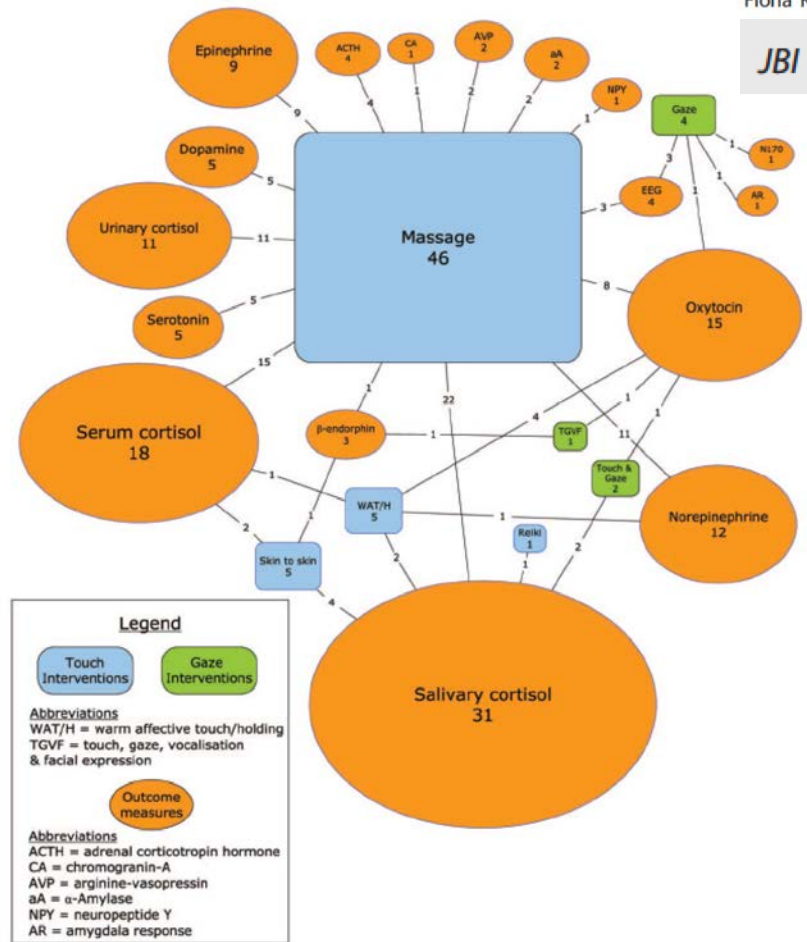 Fiona R
JBI
Epinephrine
9
ACTH
4
CA
1
AVP
2
aA
2
NPY
1
Gaze
4
N170
1
AR
1
EEG
4
Dopamine
5
Urinary cortisol
11
Serotonin
5
Massage
46
Oxytocin
15
Serum cortisol
18
β-endorphin
3
TGVF
1
Touch &
Gaze
2
Norepinephrine
12
WAT/H
5
Reiki
1
Skin to skin
5
Salivary cortisol
31
9
4
1
2
2
1
3
1
1
1
3
5
11
5
15
8
1
22
4
1
1
11
1
1
2
1
1
2
1
2
4
Legend
Touch
Interventions
Gaze
Interventions
Abbreviations
WAT/H = warm affective touch/holding
TGVF = touch, gaze, vocalisation
& facial expression
Outcome
measures
Abbreviations
ACTH = adrenal corticotropin hormone
CA = chromogranin-A
AVP = arginine-vasopressin
aA = α-Amylase
NPY = neuropeptide Y
AR = amygdala response